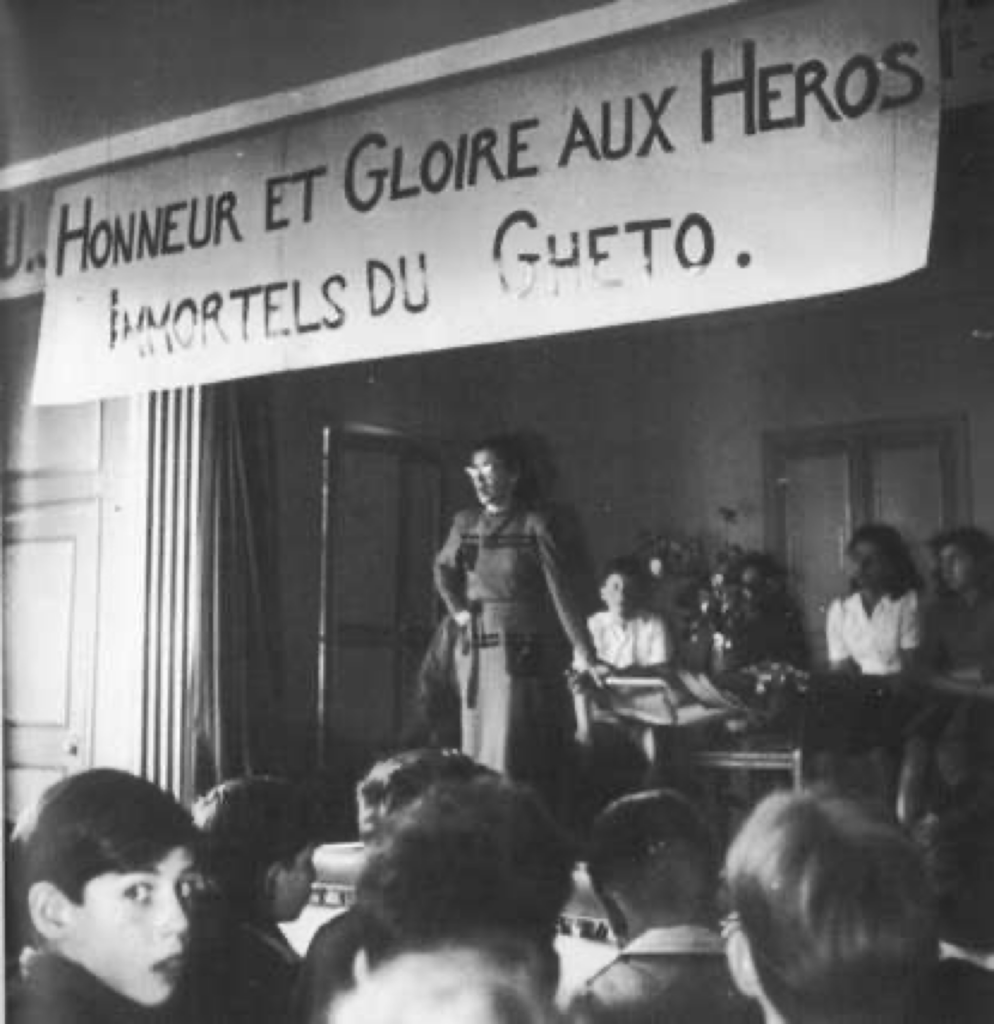 HONNEUR ET GLOIRE AUX HEROS
IMMORTELS DU GHETO.